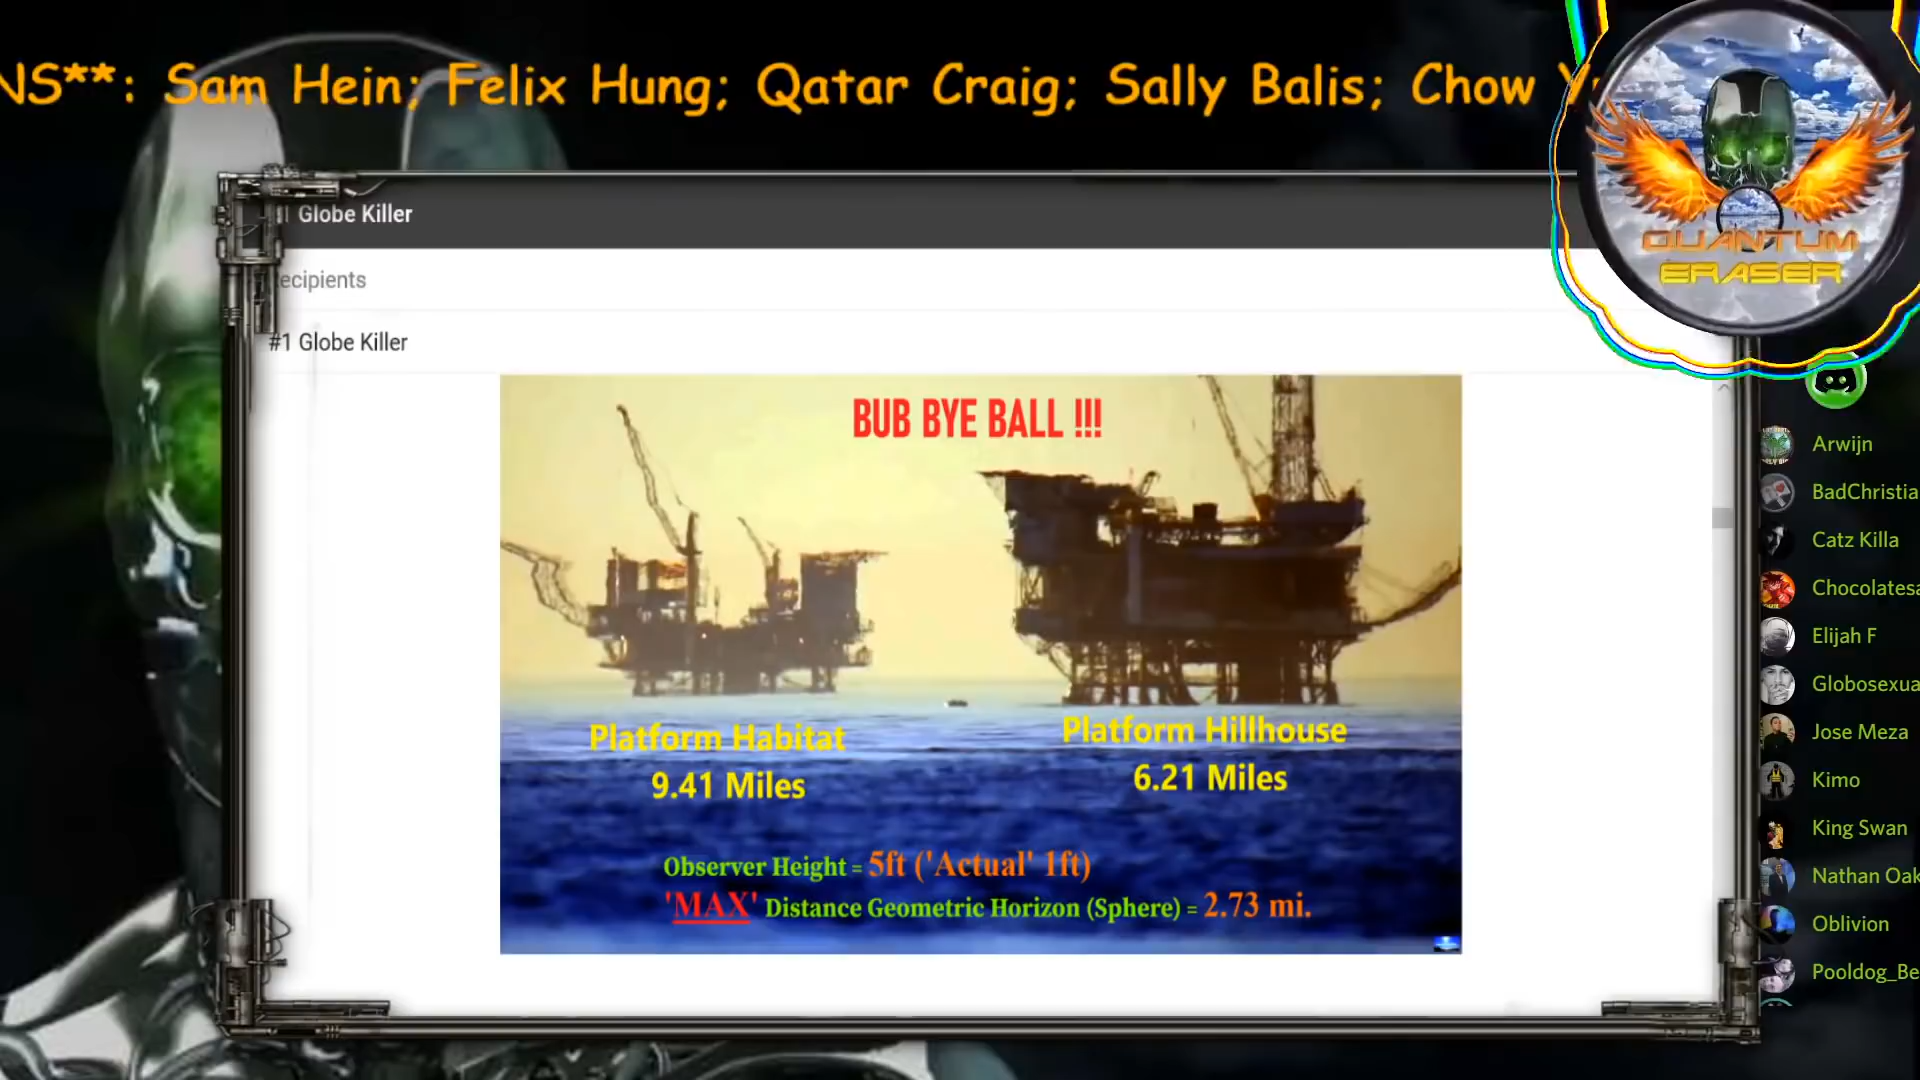 NS**: Sam Hein; Felix Hung; Qatar Craig; Sally Balis; Chow
QUANTUM
ERASER
Globe Killer
ecipients
#1 Globe Killer
BUB BYE BALL !!!
Platform Habitat
9.41 Miles
Platform Hillhouse
6.21 Miles
Observer Height = 5ft ('Actual' 1ft)
'MAX' Distance Geometric Horizon (Sphere) = 2.73 mi.
Arwijn
BadChristia
Catz Killa
Chocolatesa
Elijah F
Globosexua
Jose Meza
Kimo
King Swan
Nathan Oak
Oblivion
Pooldog_Be